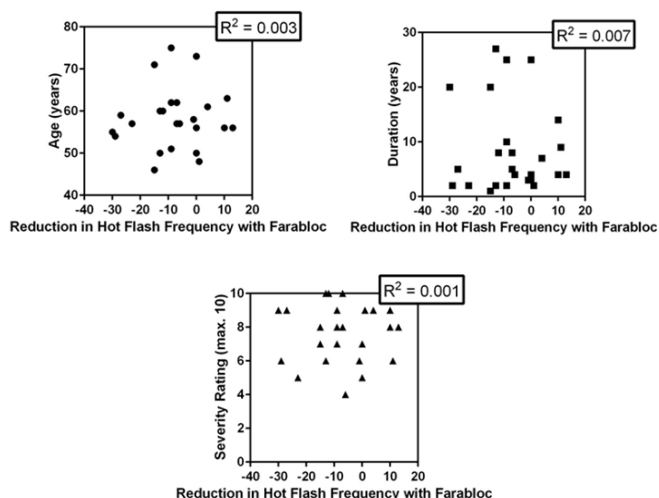 R² = 0.003
80
70
60
50
40
Age (years)
-40 -30 -20 -10 0 10 20
Reduction in Hot Flash Frequency with Farabloc
R² = 0.007
30
20
10
0
Duration (years)
-40 -30 -20 -10 0 10 20
Reduction in Hot Flash Frequency with Farabloc
R² = 0.001
10
8
6
4
2
0
Severity Rating (max. 10)
-40 -30 -20 -10 0 10 20
Reduction in Hot Flash Frequency with Farabloc